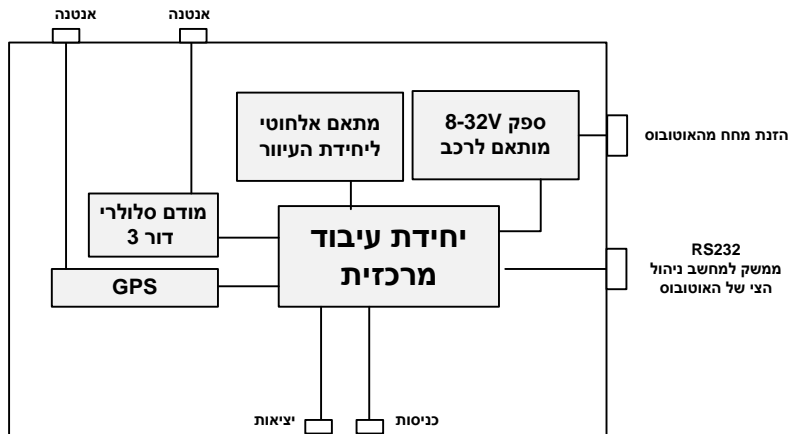 אנטנה
אנטנה
מתאם אלחוטי
ליחידת העיוור
ספק 8-32V
מותאם לרכב
הזנת מתח מהאוטובוס
מודם סלולרי
דור 3
יחידת עיבוד
מרכזית
GPS
RS232
ממשק למחשב ניהול
הצי של האוטובוס
יציאות
כניסות